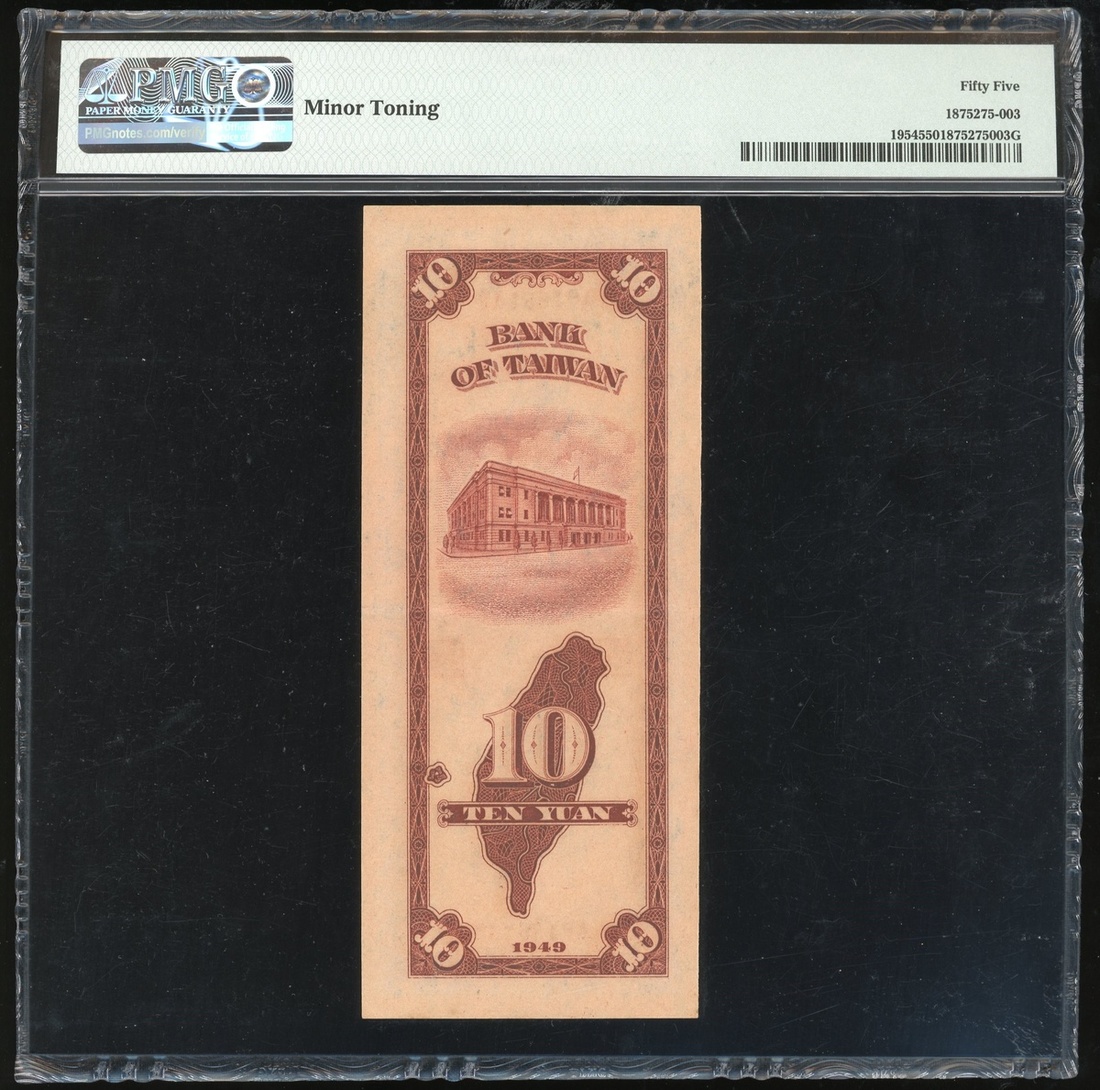 PMG
PAPER MONEY GUARANTY
PMGnotes.com/verify
Minor Toning
Fifty Five
1875275-003
19545501875275003G
10
10
BANK
OF TAIWAN
10
TEN YUAN
10
1949
10